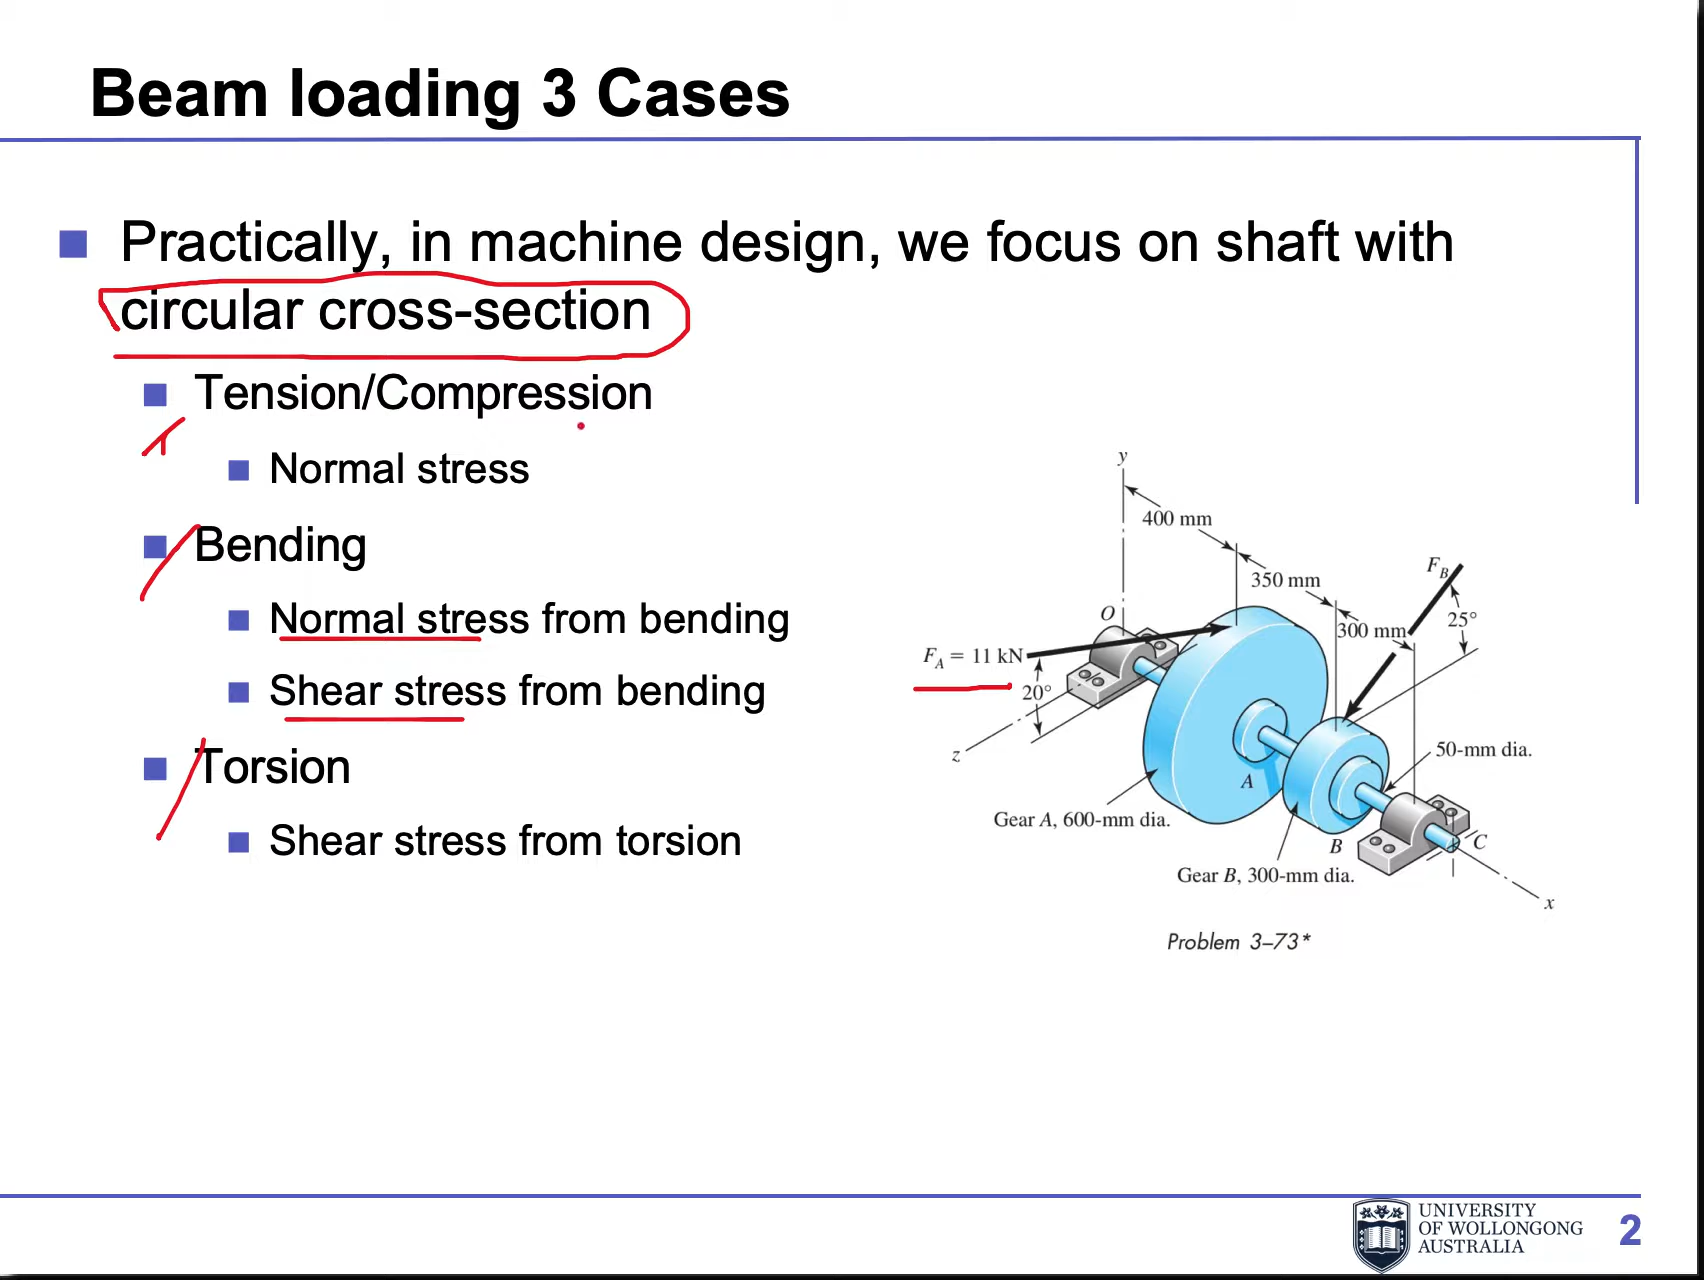 Beam loading 3 Cases
Practically, in machine design, we focus on shaft with
circular cross-section
Tension/Compression
Normal stress
Bending
Normal stress from bending
Shear stress from bending
Torsion
Shear stress from torsion
y
400 mm
350 mm
300 mm
F_B
25°
O
F_A = 11 kN
20°
z
50-mm dia.
A
Gear A, 600-mm dia.
B
C
Gear B, 300-mm dia.
x
Problem 3–73*
UNIVERSITY
OF WOLLONGONG
AUSTRALIA
2